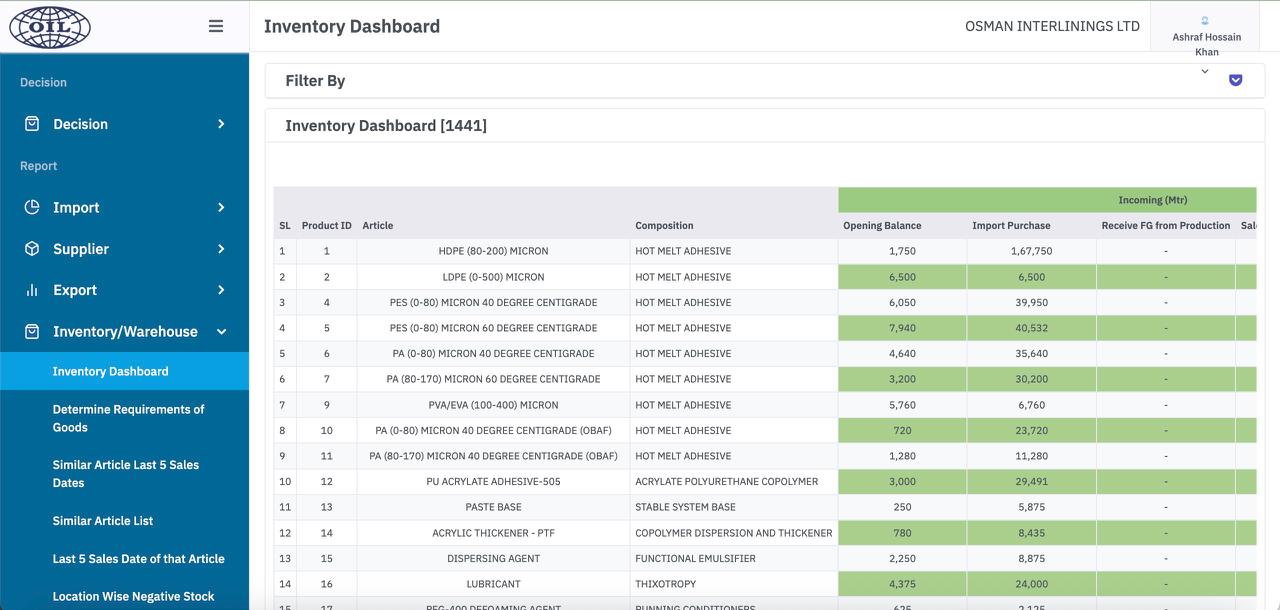 OIL
Inventory Dashboard
OSMAN INTERLININGS LTD
Ashraf Hossain
Khan
Decision
Decision
Report
Import
Supplier
Export
Inventory/Warehouse
Inventory Dashboard
Determine Requirements of
Goods
Similar Article Last 5 Sales
Dates
Similar Article List
Last 5 Sales Date of that Article
Location Wise Negative Stock
Filter By
Inventory Dashboard [1441]
Incoming (Mtr)
SL Product ID Article Composition Opening Balance Import Purchase Receive FG from Production
1 1 HDPE (80-200) MICRON HOT MELT ADHESIVE 1,750 1,67,750 -
2 2 LDPE (0-500) MICRON HOT MELT ADHESIVE 6,500 6,500 -
3 4 PES (0-80) MICRON 40 DEGREE CENTIGRADE HOT MELT ADHESIVE 6,050 39,950 -
4 5 PES (0-80) MICRON 60 DEGREE CENTIGRADE HOT MELT ADHESIVE 7,940 40,532 -
5 6 PA (0-80) MICRON 40 DEGREE CENTIGRADE HOT MELT ADHESIVE 4,640 35,640 -
6 7 PA (80-170) MICRON 60 DEGREE CENTIGRADE HOT MELT ADHESIVE 3,200 30,200 -
7 9 PVA/EVA (100-400) MICRON HOT MELT ADHESIVE 5,760 6,760 -
8 10 PA (0-80) MICRON 40 DEGREE CENTIGRADE (OBAF) HOT MELT ADHESIVE 720 23,720 -
9 11 PA (80-170) MICRON 40 DEGREE CENTIGRADE (OBAF) HOT MELT ADHESIVE 1,280 11,280 -
10 12 PU ACRYLATE ADHESIVE-505 ACRYLATE POLYURETHANE COPOLYMER 3,000 29,491 -
11 13 PASTE BASE STABLE SYSTEM BASE 250 5,875 -
12 14 ACRYLIC THICKENER - PTF COPOLYMER DISPERSION AND THICKENER 780 8,435 -
13 15 DISPERSING AGENT FUNCTIONAL EMULSIFIER 2,250 8,875 -
14 16 LUBRICANT THIXOTROPY 4,375 24,000 -
15 17 PEG-400 DEFOAMING AGENT RUNNING CONDITIONERS 625 2,125 -